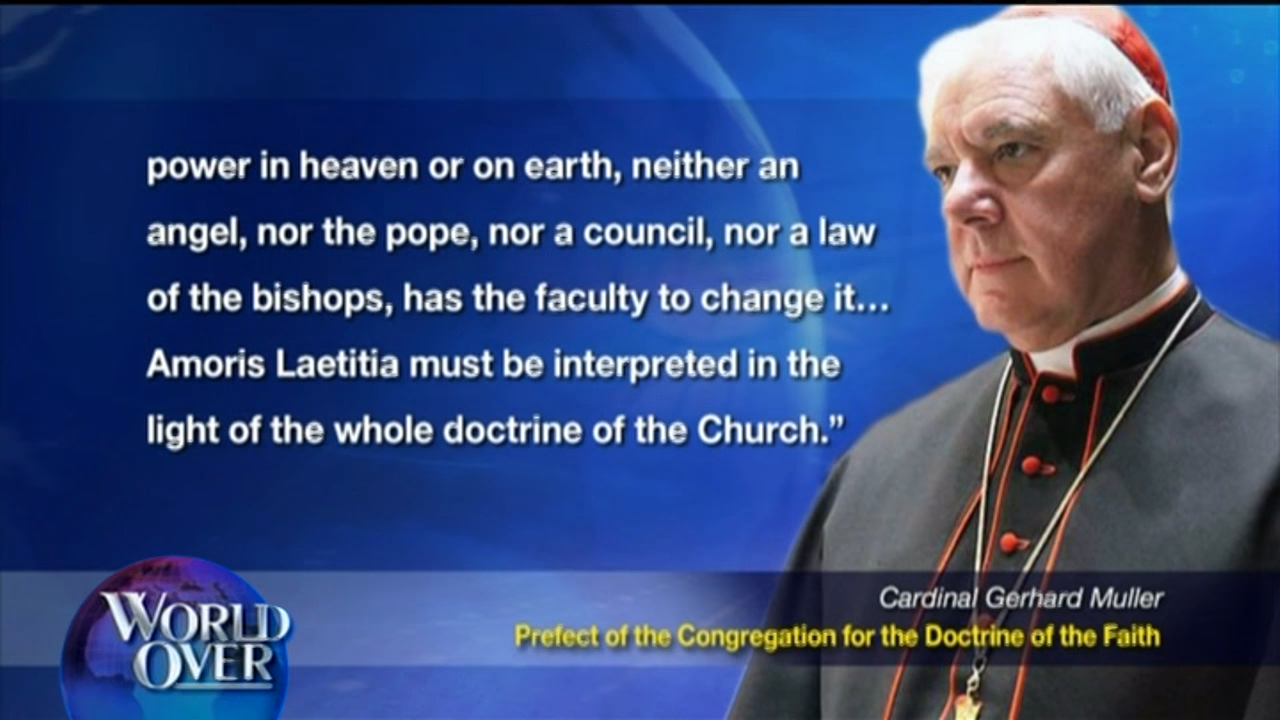 power in heaven or on earth, neither an
angel, nor the pope, nor a council, nor a law
of the bishops, has the faculty to change it…
Amoris Laetitia must be interpreted in the
light of the whole doctrine of the Church.”
Cardinal Gerhard Muller
Prefect of the Congregation for the Doctrine of the Faith
WORLD
OVER